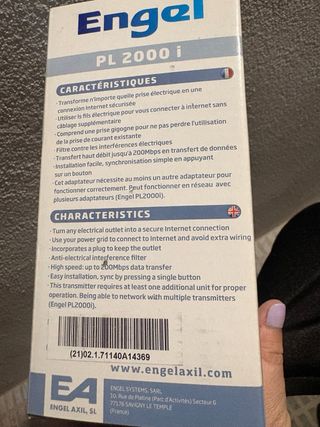 Engel
PL 2000 i
CARACTÉRISTIQUES
· Transforme n'importe quelle prise électrique en une
connexion Internet sécurisée
· Utiliser ls fils électrique pour vous connecter à internet sans
câblage supplémentaire
· Comprend une prise gigogne pour ne pas perdre l'utilisation
de la prise de courant existante
· Filtre contre les interférences électriques
· Transfert haut débit jusqu'à 200Mbps en transfert de données
· Installation facile, synchronisation simple en appuyant
sur un bouton
· Cet adaptateur nécessite au moins un autre adaptateur pour
fonctionner correctement. Peut fonctionner en réseau avec
plusieurs adaptateurs (Engel PL200i).
CHARACTERISTICS
· Turn any electrical outlet into a secure Internet connection
· Use your power grid to connect to Internet and avoid extra wiring
· Incorporates a plug to keep the outlet
· Anti-electrical interference filter
· High speed: up to 200Mbps data transfer
· Easy installation, sync by pressing a single button
· This transmiter requires at least one additional unit for proper
operation. Being able to network with multiple transmitters
(Engel PL200i).
(21)02.1.71140A14369
www.engelaxil.com
EA
ENGEL AXIL, SL
ENGEL SYSTEMS, SARL
10, Rue de Platine (Parc d'Activités) Secteur G
77176 SAVIGNY LE TEMPLE
(France)